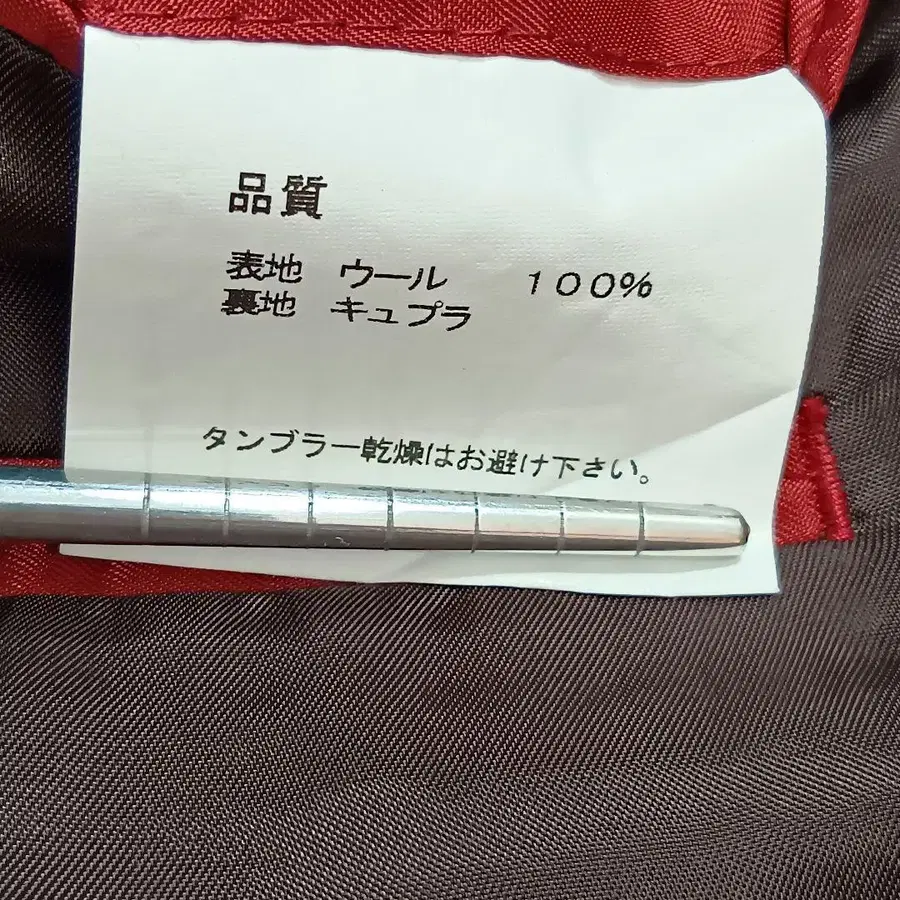 品質
表地 ウール 100%
裏地 キュプラ
タンブラー乾燥はお避け下さい。